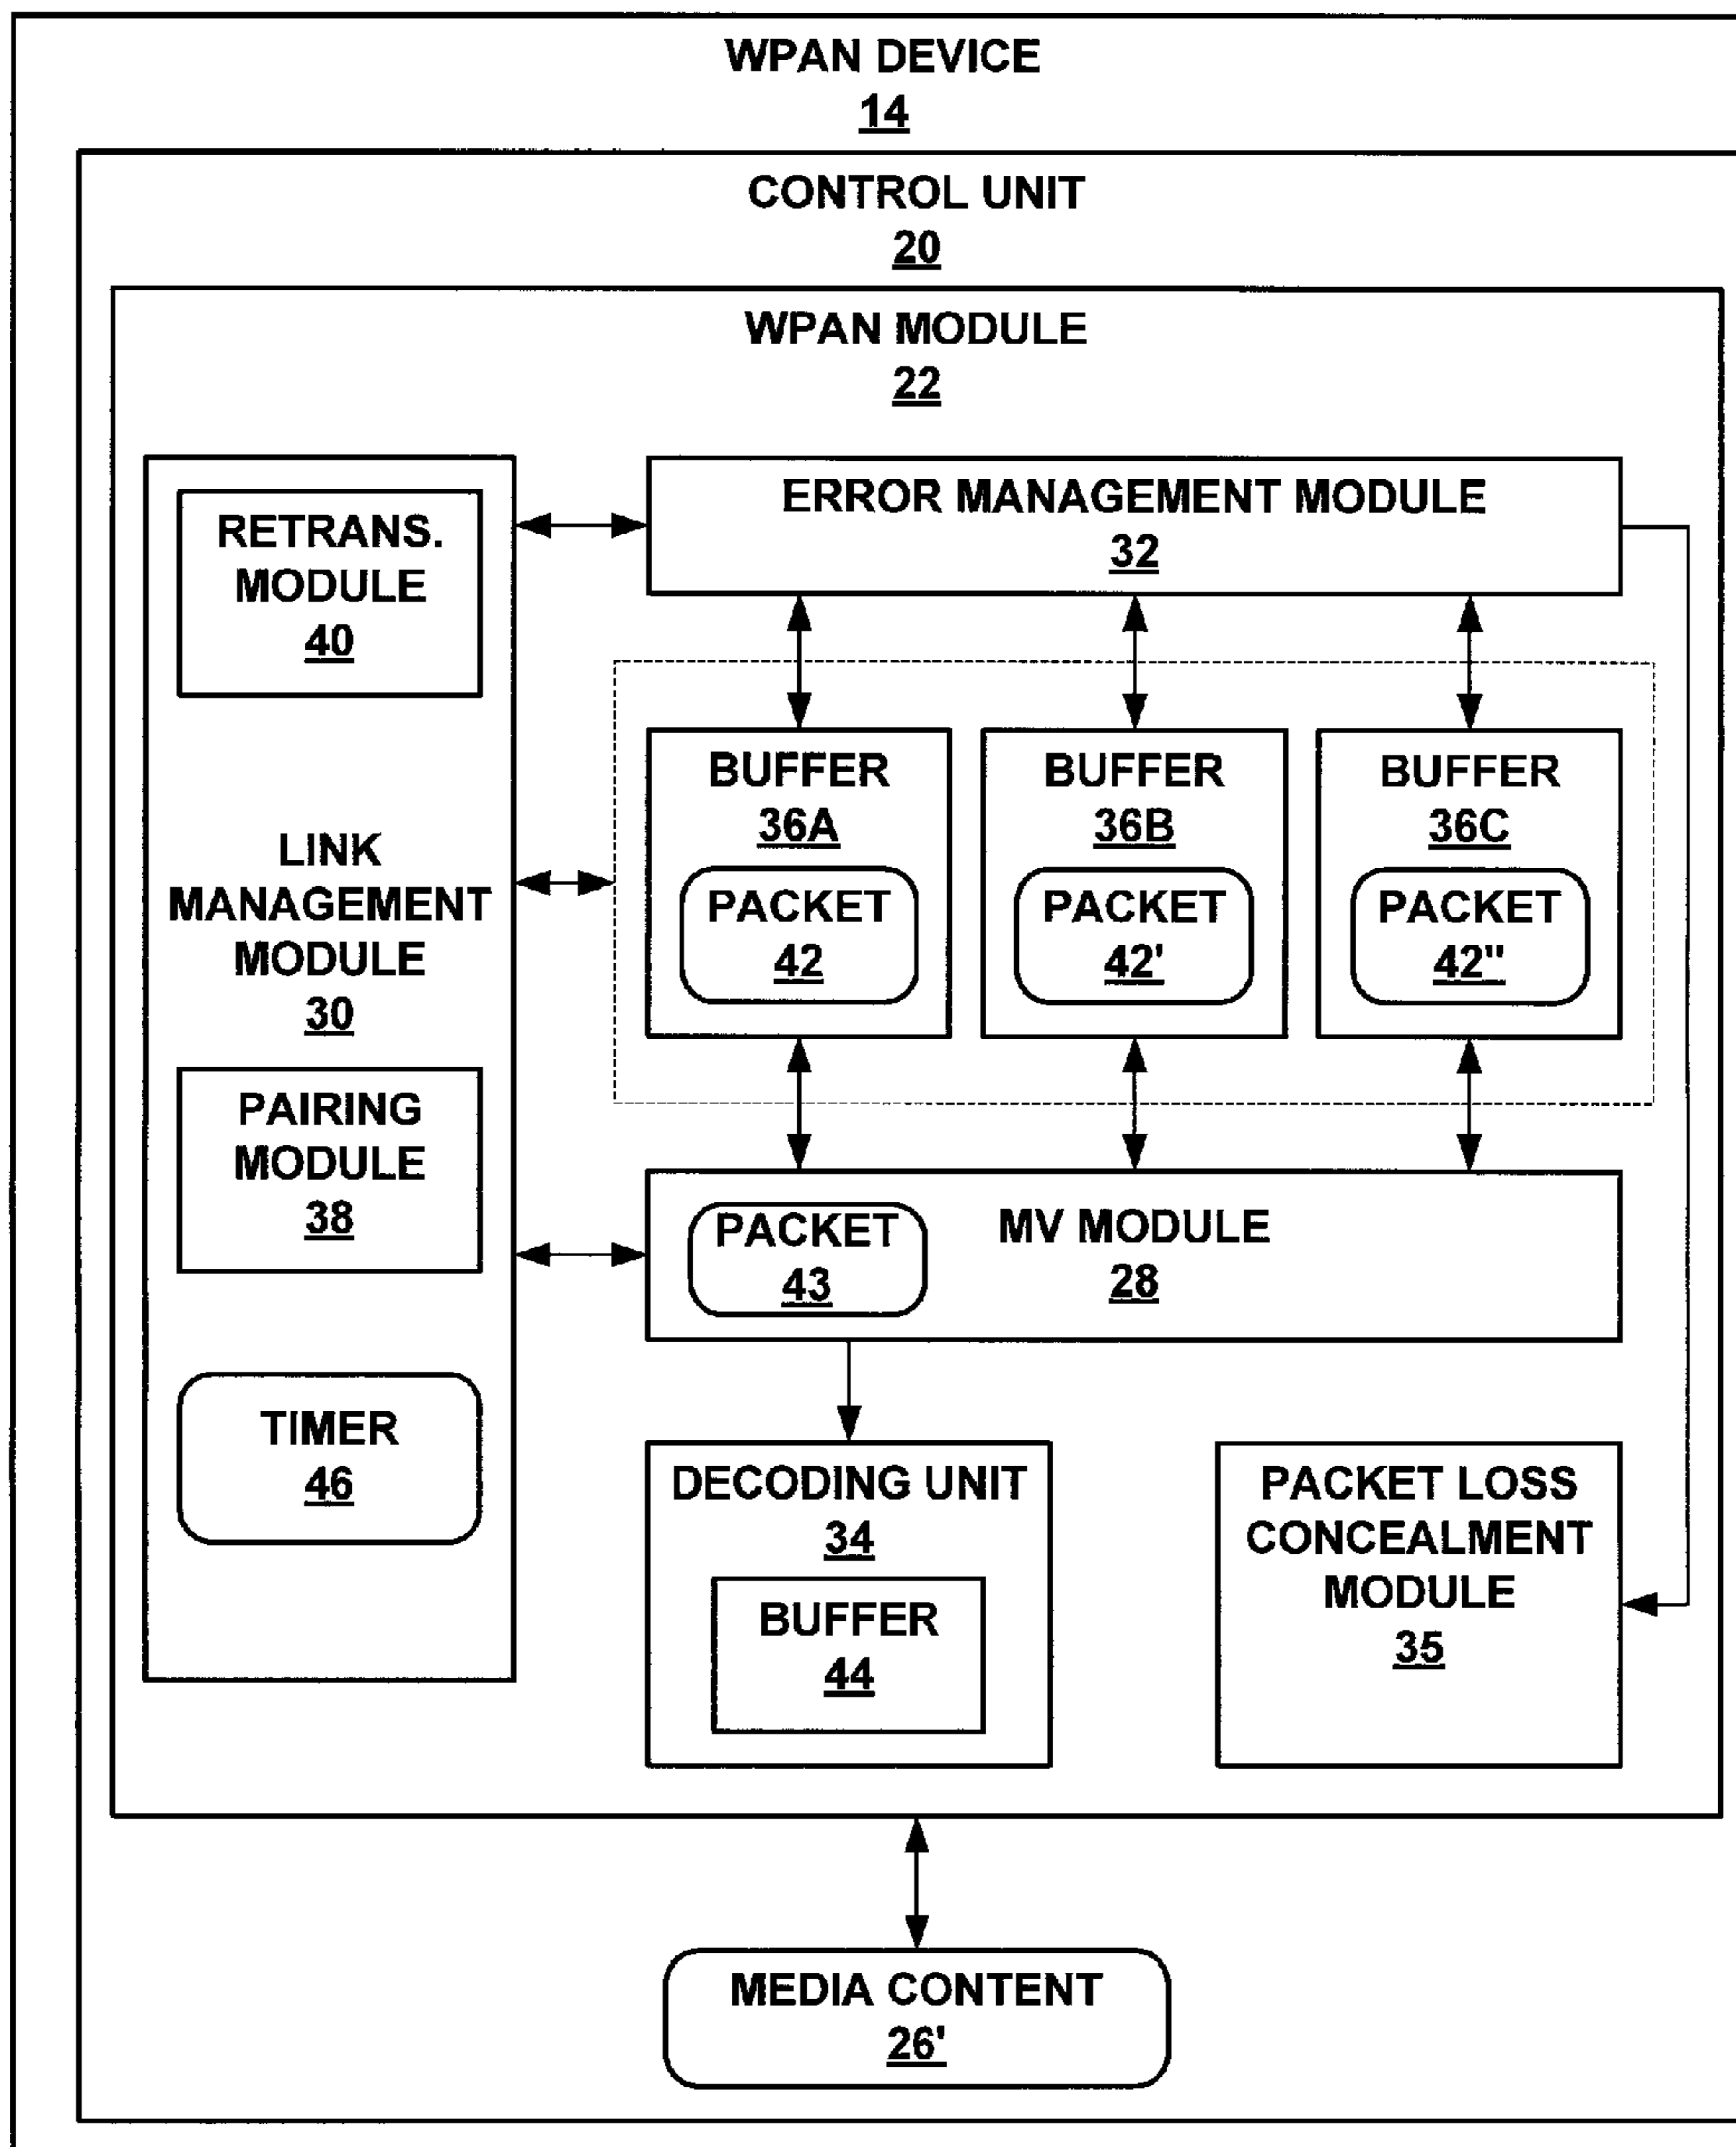 WPAN DEVICE
14
CONTROL UNIT
20
WPAN MODULE
22
RETRANS.
MODULE
40
LINK
MANAGEMENT
MODULE
30
PAIRING
MODULE
38
TIMER
46
ERROR MANAGEMENT MODULE
32
BUFFER
36A
PACKET
42
BUFFER
36B
PACKET
42'
BUFFER
36C
PACKET
42"
PACKET
43
MV MODULE
28
DECODING UNIT
34
BUFFER
44
PACKET LOSS
CONCEALMENT
MODULE
35
MEDIA CONTENT
26'